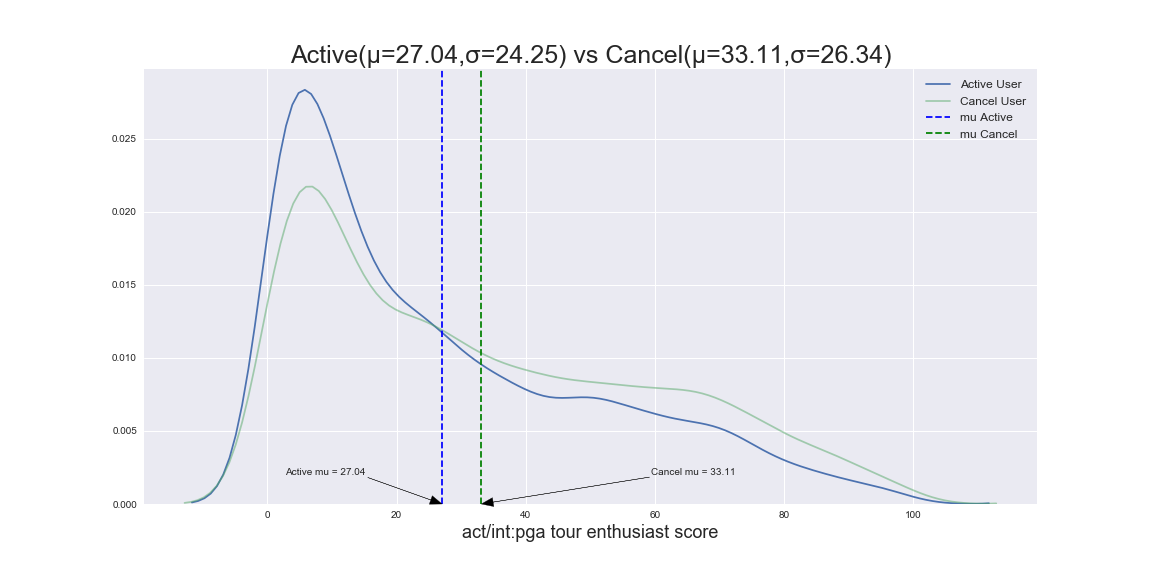 Active(μ=27.04,σ=24.25) vs Cancel(μ=33.11,σ=26.34)
Active User
Cancel User
mu Active
mu Cancel
0.025
0.020
0.015
0.010
0.005
0.000
Active mu = 27.04
Cancel mu = 33.11
0 20 40 60 80 100
act/int:pga tour enthusiast score